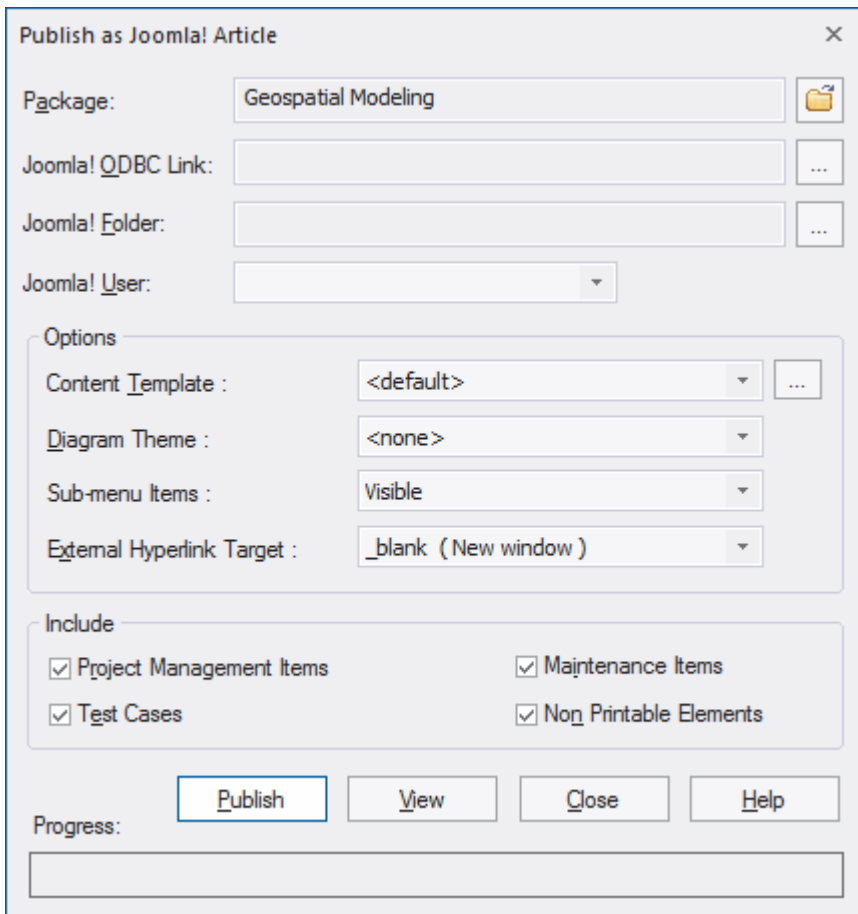 Publish as Joomla! Article
Package: Geospatial Modeling
Joomla! ODBC Link: ...
Joomla! Folder: ...
Joomla! User:
Options
Content Template : <default> ...
Diagram Theme : <none>
Sub-menu Items : Visible
External Hyperlink Target : _blank ( New window )
Include
Project Management Items Maintenance Items
Test Cases Non Printable Elements
Publish View Close Help
Progress: